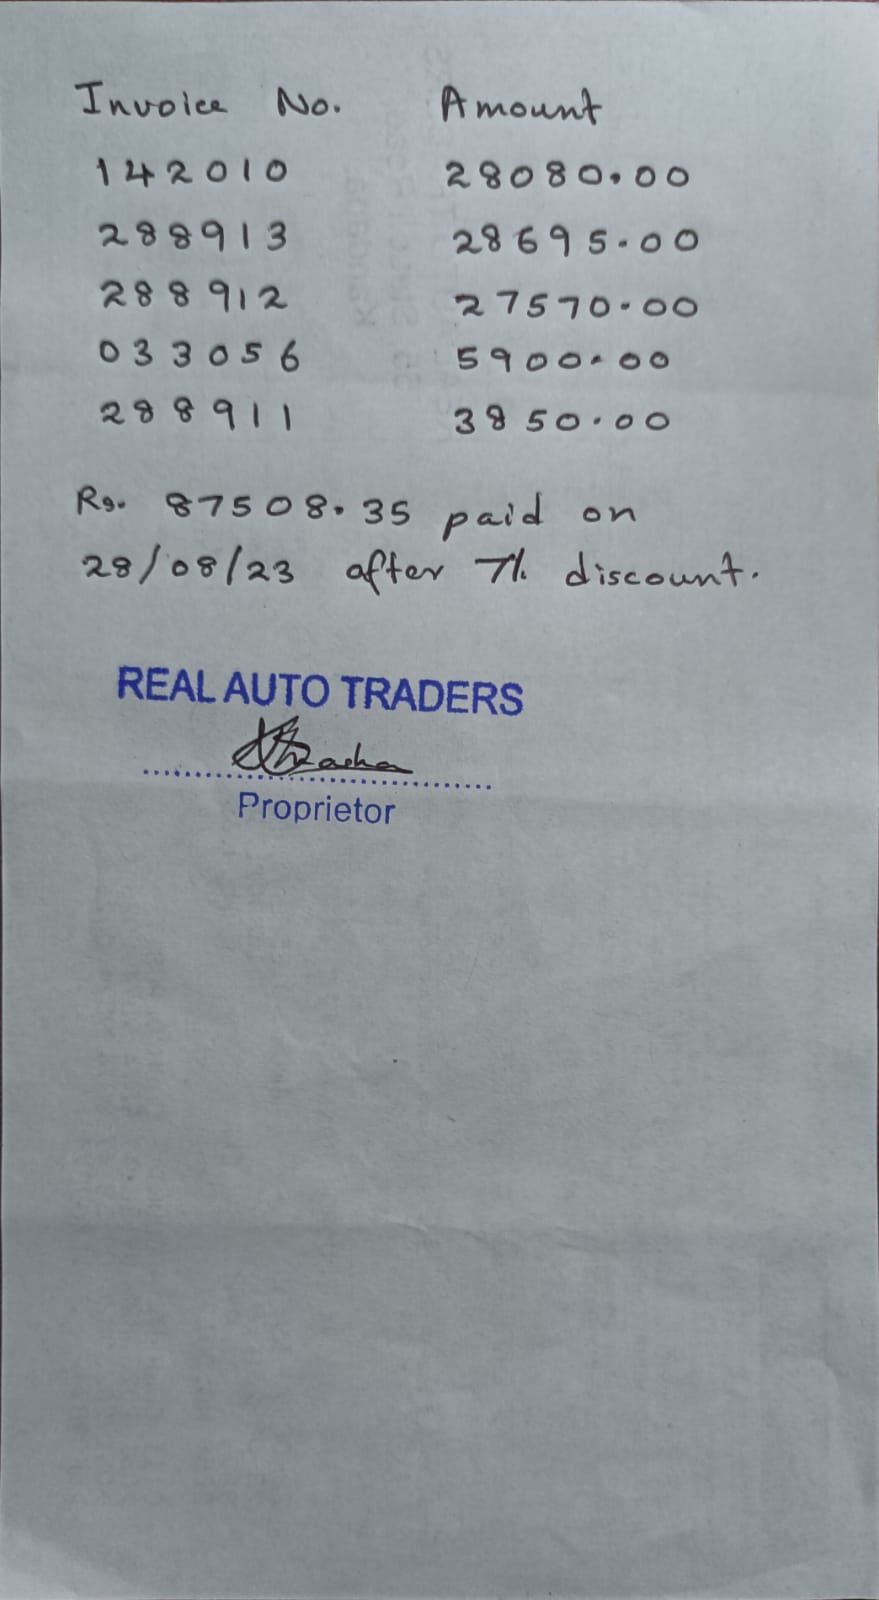 Invoice No. Amount
142010 28080.00
288913 28695.00
288912 27570.00
033056 5900.00
288911 3850.00
Rs. 87508.35 paid on
28/08/23 after 7% discount.
REAL AUTO TRADERS
Proprietor